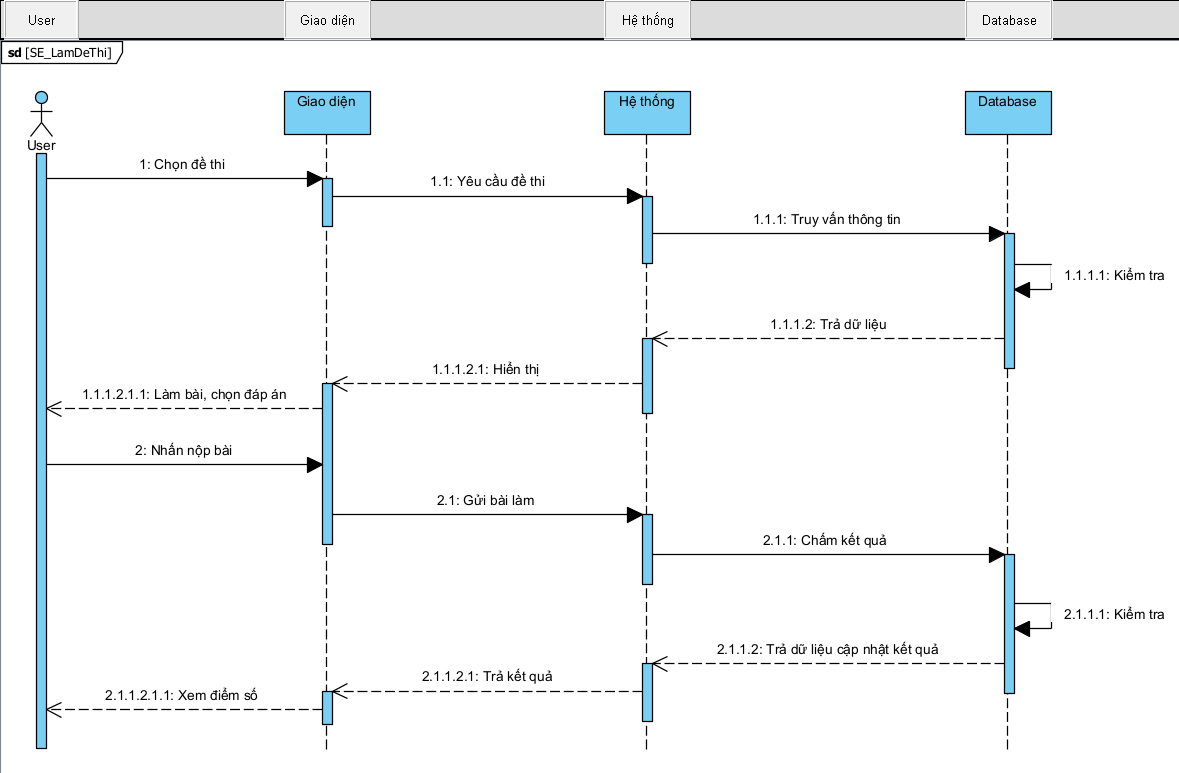 User
Giao diện
Hệ thống
Database
sd [SE_LamDeThi]
Giao diện
Hệ thống
Database
User
1: Chọn đề thi
1.1: Yêu cầu đề thi
1.1.1: Truy vấn thông tin
1.1.1.1: Kiểm tra
1.1.1.2: Trả dữ liệu
1.1.1.2.1: Hiển thị
1.1.1.2.1.1: Làm bài, chọn đáp án
2: Nhấn nộp bài
2.1: Gửi bài làm
2.1.1: Chấm kết quả
2.1.1.1: Kiểm tra
2.1.1.2: Trả dữ liệu cập nhật kết quả
2.1.1.2.1: Trả kết quả
2.1.1.2.1.1: Xem điểm số